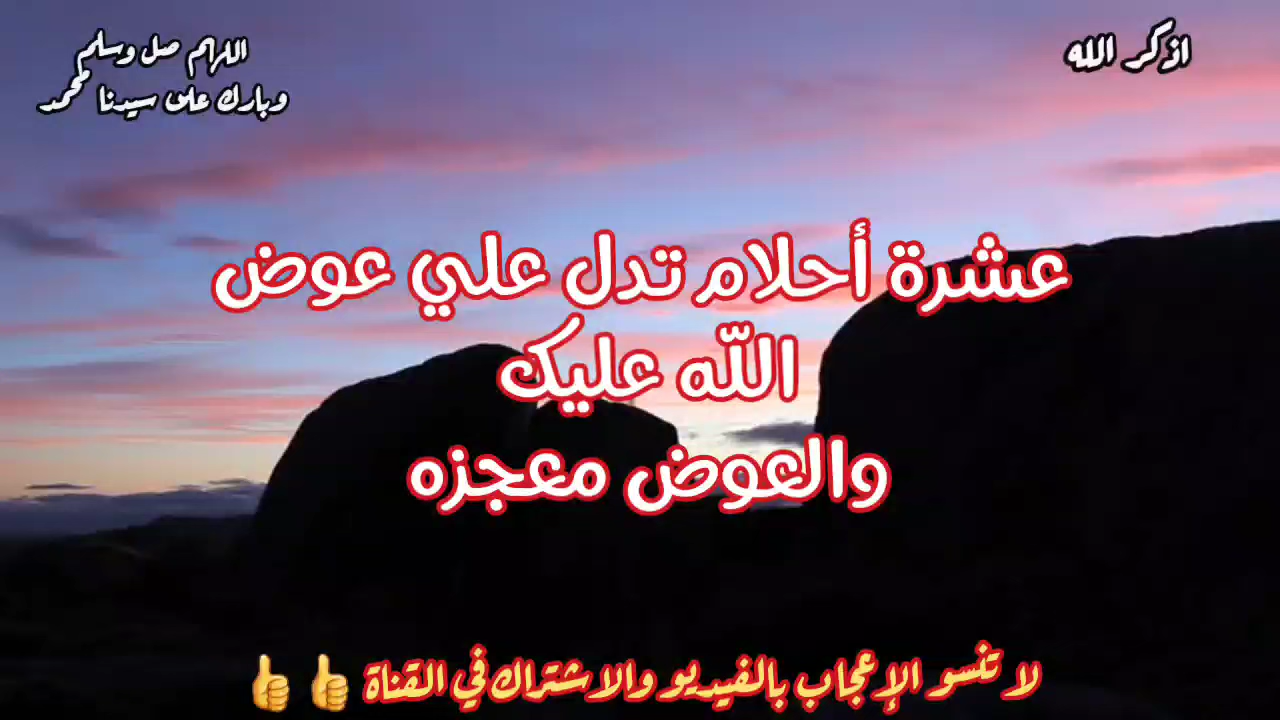 اذكر الله
اللهم صل وسلم
وبارك على سيدنا محمد
عشرة أحلام تدل علي عوض
الله عليك
والعوض معجزه
لا تنسو الإعجاب بالفيديو والاشتراك في القناة 👍👍